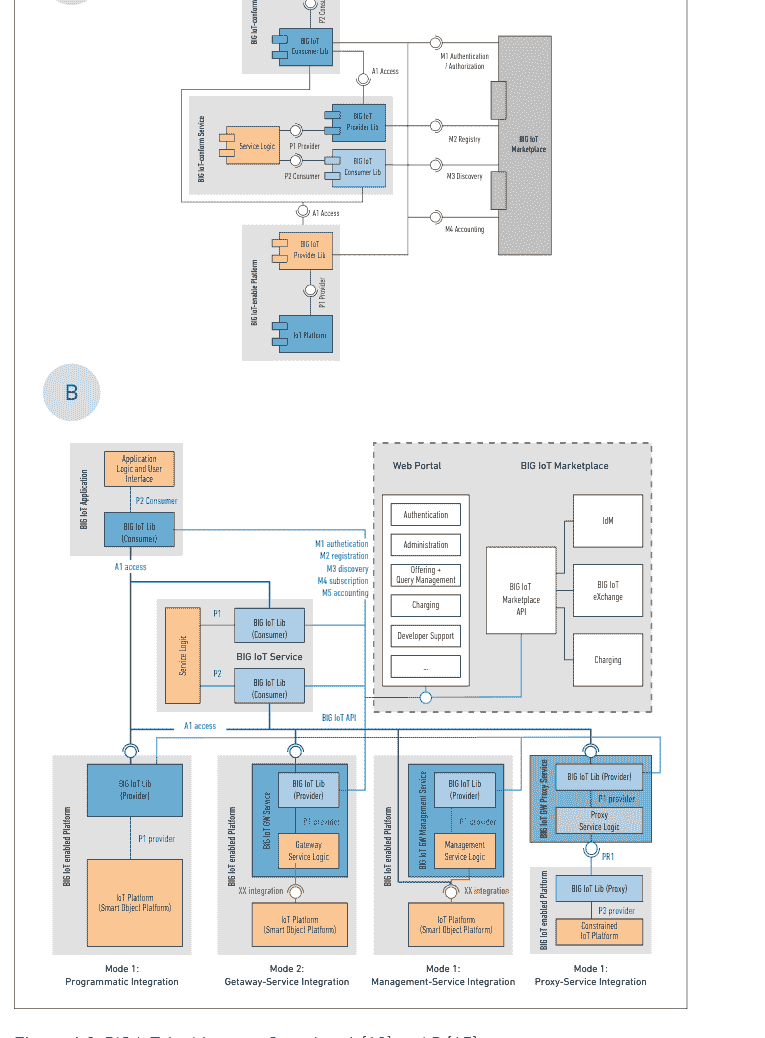 P2 Consu
BIG IoT-conform
BIG IoT
Consumer Lib
M1 Authentication
/ Authorization
A1 Access
BIG IoT
Provider Lib
BIG IoT-conform Service
Service Logic
P1 Provider
M2 Registry
BIG IoT
Marketplace
BIG IoT
Consumer Lib
P2 Consumer
M3 Discovery
A1 Access
M4 Accounting
BIG IoT
Provider Lib
BIG IoT-enable Platform
P1 Provider
IoT Platform
B
Web Portal
BIG IoT Marketplace
Application
Logic and User
Interface
P2 Consumer
BIG IoT Application
BIG IoT Lib
(Consumer)
A1 access
M1 authetication
M2 registration
M3 discovery
M4 subscription
M5 accounting
Authentication
Administration
Offering +
Query Management
Charging
Developer Support
...
BIG IoT
Marketplace
API
IdM
BIG IoT
eXchange
Charging
P1
BIG IoT Lib
(Consumer)
Service Logic
BIG IoT Service
P2
BIG IoT Lib
(Consumer)
BIG IoT API
A1 access
BIG IoT enabled Platform
BIG IoT Lib
(Provider)
P1 provider
IoT Platform
(Smart Object Platform)
BIG IoT enabled Platform
BIG IoT GW Service
BIG IoT Lib
(Provider)
P1 provider
Gateway
Service Logic
XX integration
IoT Platform
(Smart Object Platform)
BIG IoT enabled Platform
BIG IoT GW Management Service
BIG IoT Lib
(Provider)
P1 provider
Management
Service Logic
XX integration
IoT Platform
(Smart Object Platform)
BIG IoT GW Proxy Service
BIG IoT Lib (Provider)
P1 provider
Proxy
Service Logic
PR1
BIG IoT enabled Platform
BIG IoT Lib (Proxy)
P3 provider
Constrained
IoT Platform
Mode 1:
Programmatic Integration
Mode 2:
Getaway-Service Integration
Mode 1:
Management-Service Integration
Mode 1:
Proxy-Service Integration